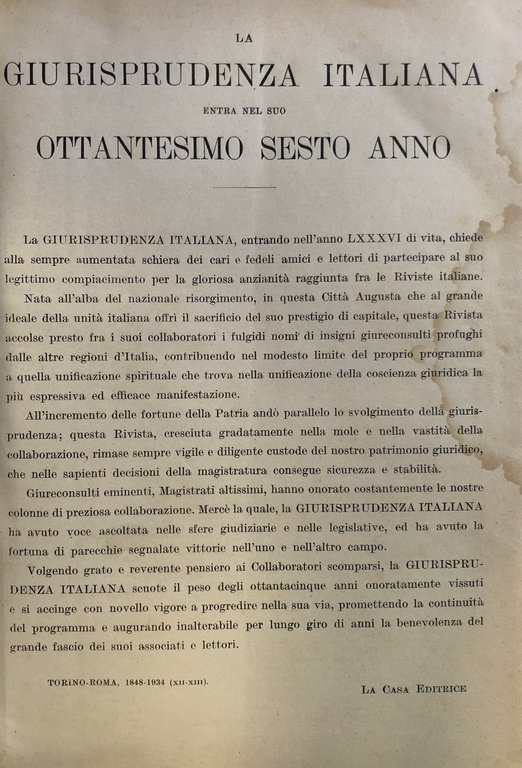 LA
GIURISPRUDENZA ITALIANA
ENTRA NEL SUO
OTTANTESIMO SESTO ANNO
La GIURISPRUDENZA ITALIANA, entrando nell'anno LXXXVI di vita, chiede
alla sempre aumentata schiera dei cari e fedeli amici e lettori di partecipare al suo
legittimo compiacimento per la gloriosa anzianità raggiunta fra le Riviste italiane.
Nata all'alba del nazionale risorgimento, in questa Città Augusta che al grande
ideale della unità italiana offrì il sacrificio del suo prestigio di capitale, questa Rivista
accolse presto fra i suoi collaboratori i fulgidi nomi di insigni giureconsulti profughi
dalle altre regioni d'Italia, contribuendo nel modesto limite del proprio programma
a quella unificazione spirituale che trova nella unificazione della coscienza giuridica la
più espressiva ed efficace manifestazione.
All'incremento delle fortune della Patria andò parallelo lo svolgimento della giuris-
prudenza; questa Rivista, cresciuta gradatamente nella mole e nella vastità della
collaborazione, rimase sempre vigile e diligente custode del nostro patrimonio giuridico,
che nelle sapienti decisioni della magistratura consegue sicurezza e stabilità.
Giureconsulti eminenti, Magistrati altissimi, hanno onorato costantemente le nostre
colonne di preziosa collaborazione. Mercè la quale, la GIURISPRUDENZA ITALIANA
ha avuto voce ascoltata nelle sfere giudiziarie e nelle legislative, ed ha avuto la
fortuna di parecchie segnalate vittorie nell'uno e nell'altro campo.
Volgendo grato e reverente pensiero ai Collaboratori scomparsi, la GIURISPRU-
DENZA ITALIANA scuote il peso degli ottantacinque anni onoratamente vissuti
e si accinge con novello vigore a progredire nella sua via, promettendo la continuità
del programma e augurando inalterabile per lungo giro di anni la benevolenza del
grande fascio dei suoi associati e lettori.
TORINO-ROMA, 1848-1934 (XII-XIII).
LA CASA EDITRICE